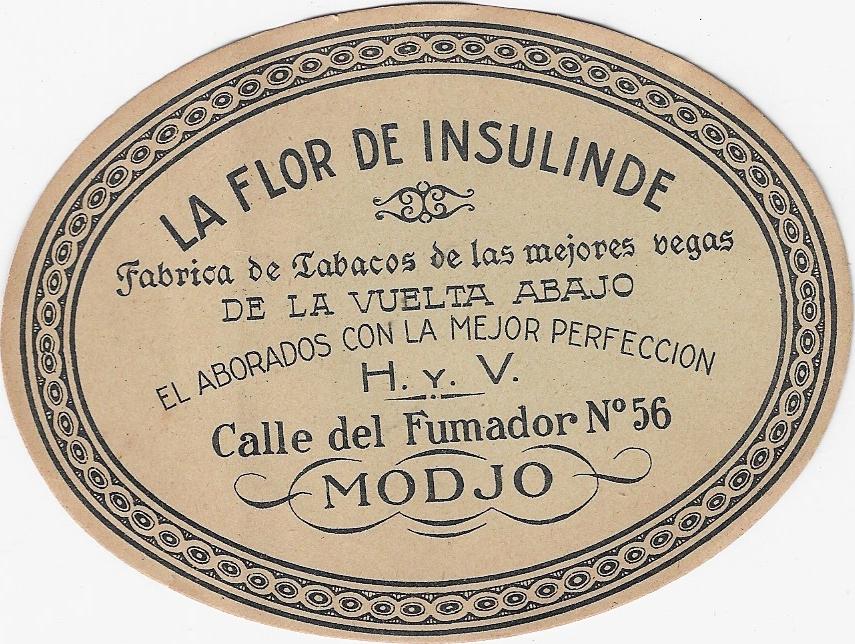 LA FLOR DE INSULINDE
Fabrica de Tabacos de las mejores vegas
DE LA VUELTA ABAJO
EL ABORADOS CON LA MEJOR PERFECCION
H. y. V.
Calle del Fumador Nº 56
MODJO